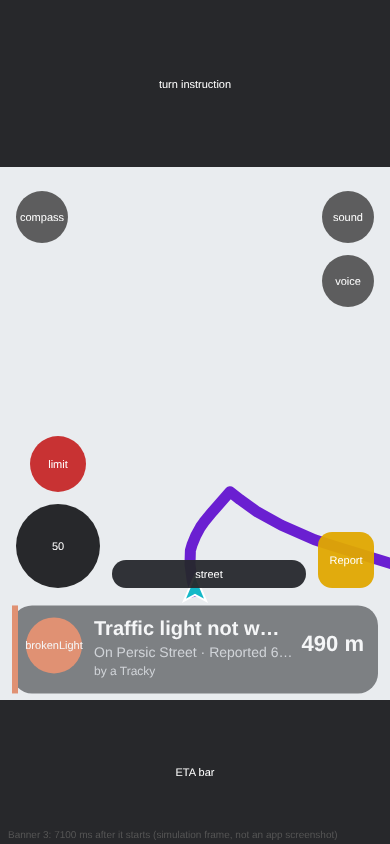 turn instruction
compass
sound
voice
limit
50
Report
street
brokenLight
Traffic light not w…
On Persic Street · Reported 6…
490 m
by a Tracky
ETA bar
Banner 3: 7100 ms after it starts (simulation frame, not an app screenshot)